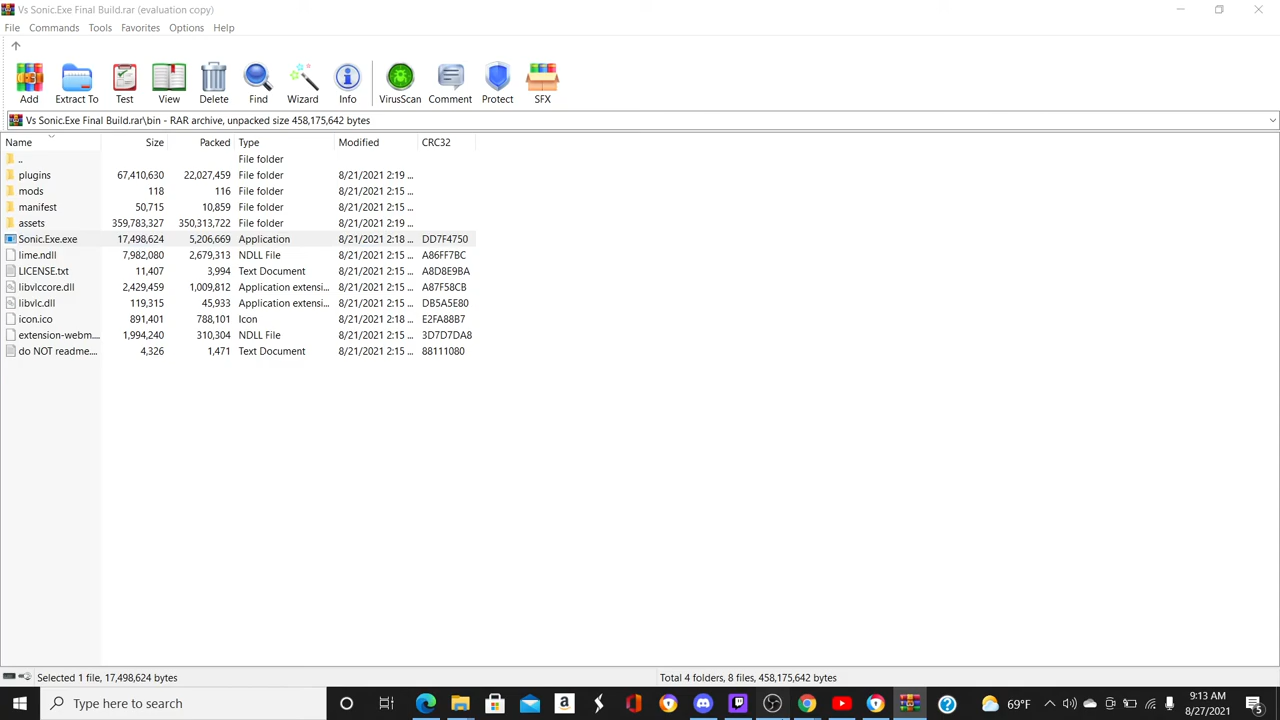 Vs Sonic.Exe Final Build.rar (evaluation copy)
File Commands Tools Favorites Options Help
Add Extract To Test View Delete Find Wizard Info VirusScan Comment Protect SFX
Vs Sonic.Exe Final Build.rar\bin - RAR archive, unpacked size 458,175,642 bytes
Name Size Packed Type Modified CRC32
.. File folder
plugins 67,410,630 22,027,459 File folder 8/21/2021 2:19 ...
mods 118 116 File folder 8/21/2021 2:15 ...
manifest 50,715 10,859 File folder 8/21/2021 2:15 ...
assets 359,783,327 350,313,722 File folder 8/21/2021 2:19 ...
Sonic.Exe.exe 17,498,624 5,206,669 Application 8/21/2021 2:18 ... DD7F4750
lime.ndll 7,982,080 2,679,313 NDLL File 8/21/2021 2:15 ... A86FF7BC
LICENSE.txt 11,407 3,994 Text Document 8/21/2021 2:15 ... A8D8E9BA
libvlccore.dll 2,429,459 1,009,812 Application extensi... 8/21/2021 2:15 ... A87F58CB
libvlc.dll 119,315 45,933 Application extensi... 8/21/2021 2:15 ... DB5A5E80
icon.ico 891,401 788,101 Icon 8/21/2021 2:18 ... E2FA88B7
extension-webm.... 1,994,240 310,304 NDLL File 8/21/2021 2:15 ... 3D7D7DA8
do NOT readme.... 4,326 1,471 Text Document 8/21/2021 2:15 ... 88111080
Selected 1 file, 17,498,624 bytes Total 4 folders, 8 files, 458,175,642 bytes
Type here to search 69°F 9:13 AM
8/27/2021 5